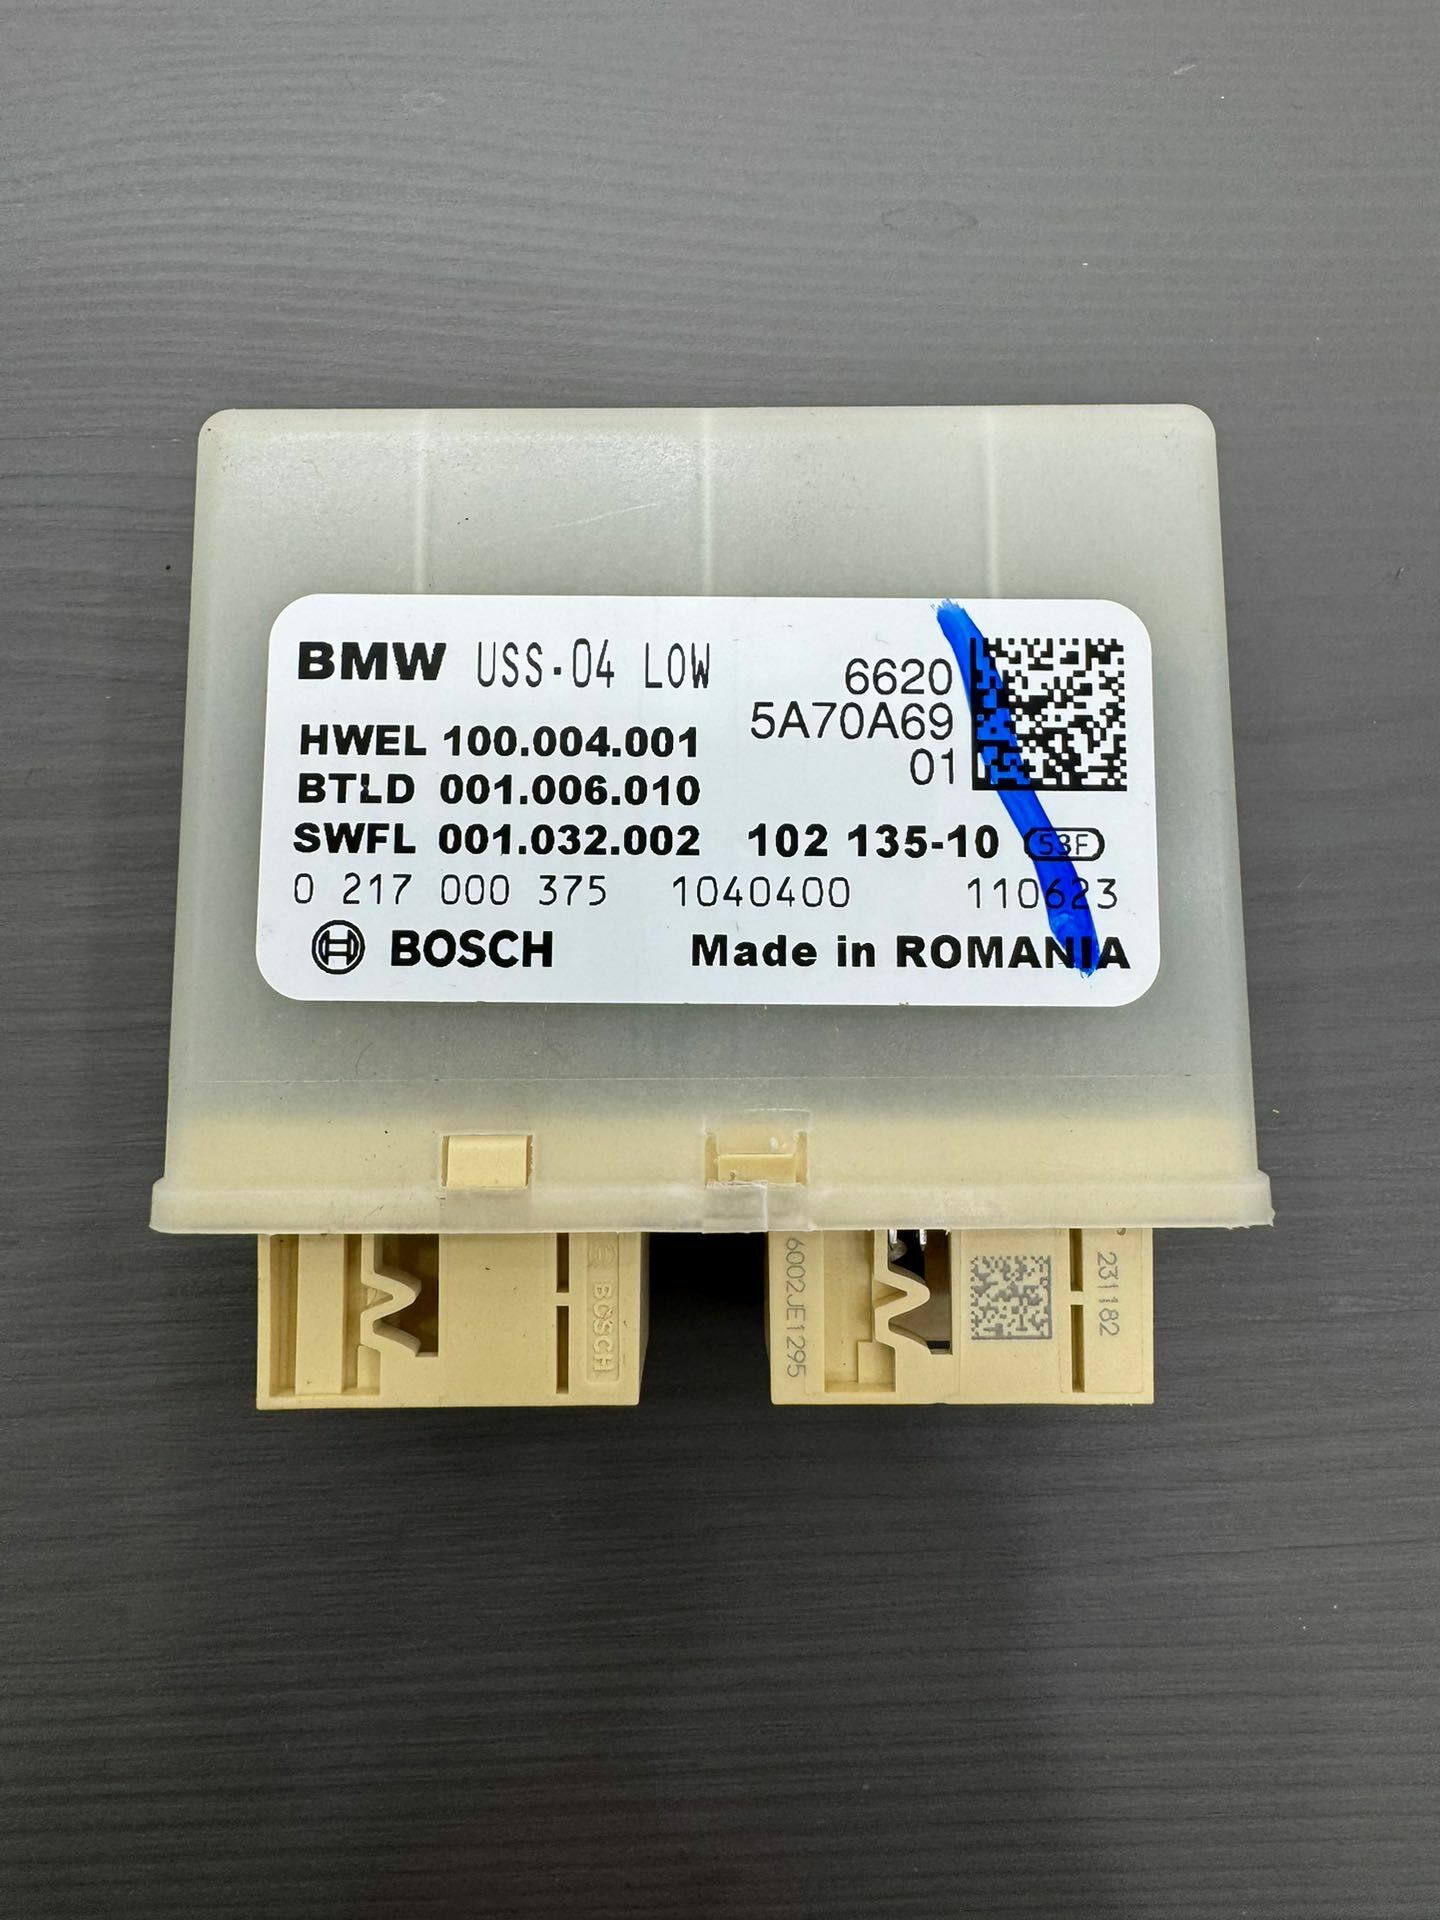 BMW USS.04 LOW
6620
5A70A69
01
HWEL 100.004.001
BTLD 001.006.010
SWFL 001.032.002 102 135-10 53F
0 217 000 375 1040400 110623
BOSCH Made in ROMANIA
BOSCH
6002JE1295
231182